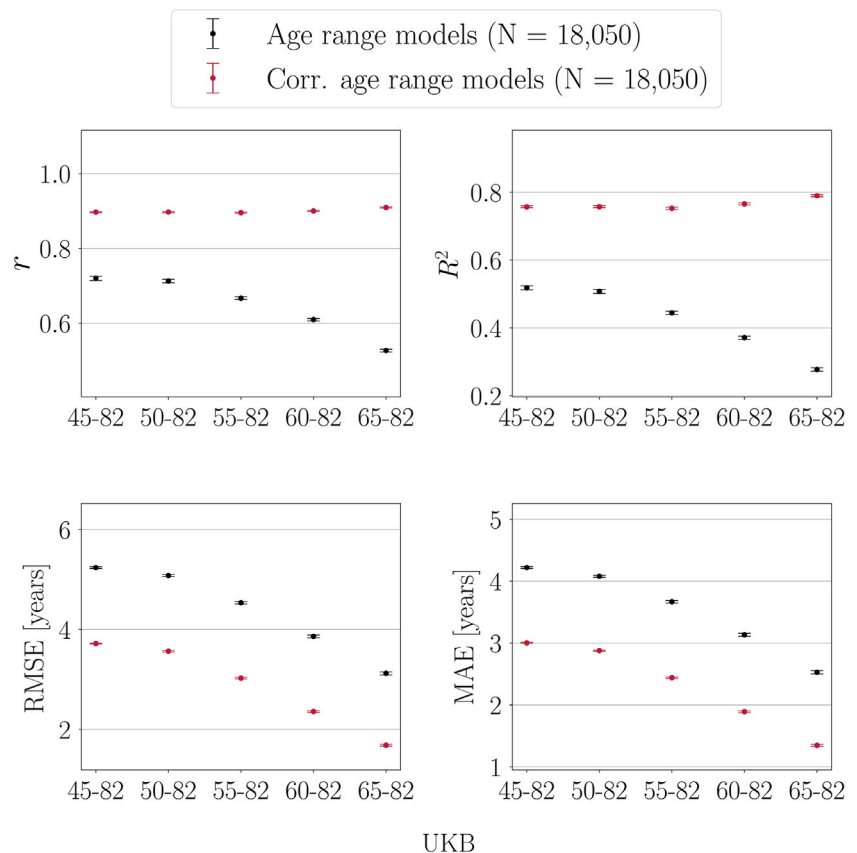 Age range models (N = 18,050)
Corr. age range models (N = 18,050)
r
1.0
0.8
0.6
45-82 50-82 55-82 60-82 65-82
R²
0.8
0.6
0.4
0.2
45-82 50-82 55-82 60-82 65-82
RMSE [years]
6
4
2
45-82 50-82 55-82 60-82 65-82
MAE [years]
5
4
3
2
1
45-82 50-82 55-82 60-82 65-82
UKB